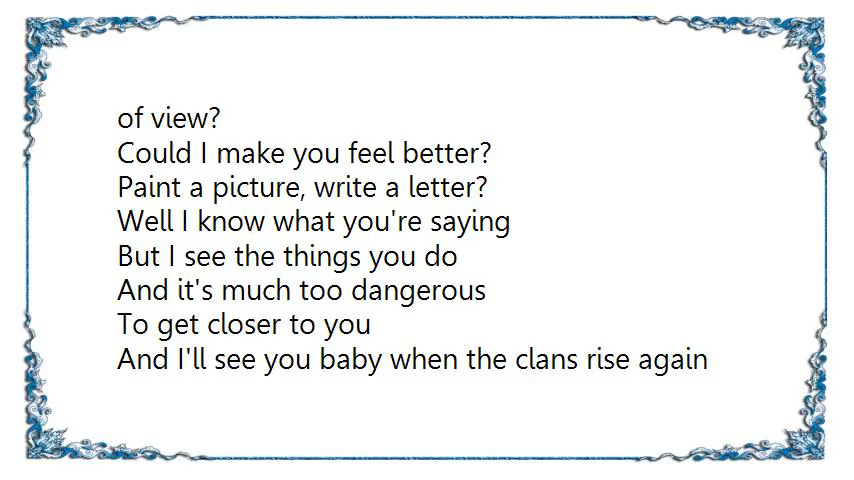 of view?
Could I make you feel better?
Paint a picture, write a letter?
Well I know what you're saying
But I see the things you do
And it's much too dangerous
To get closer to you
And I'll see you baby when the clans rise again